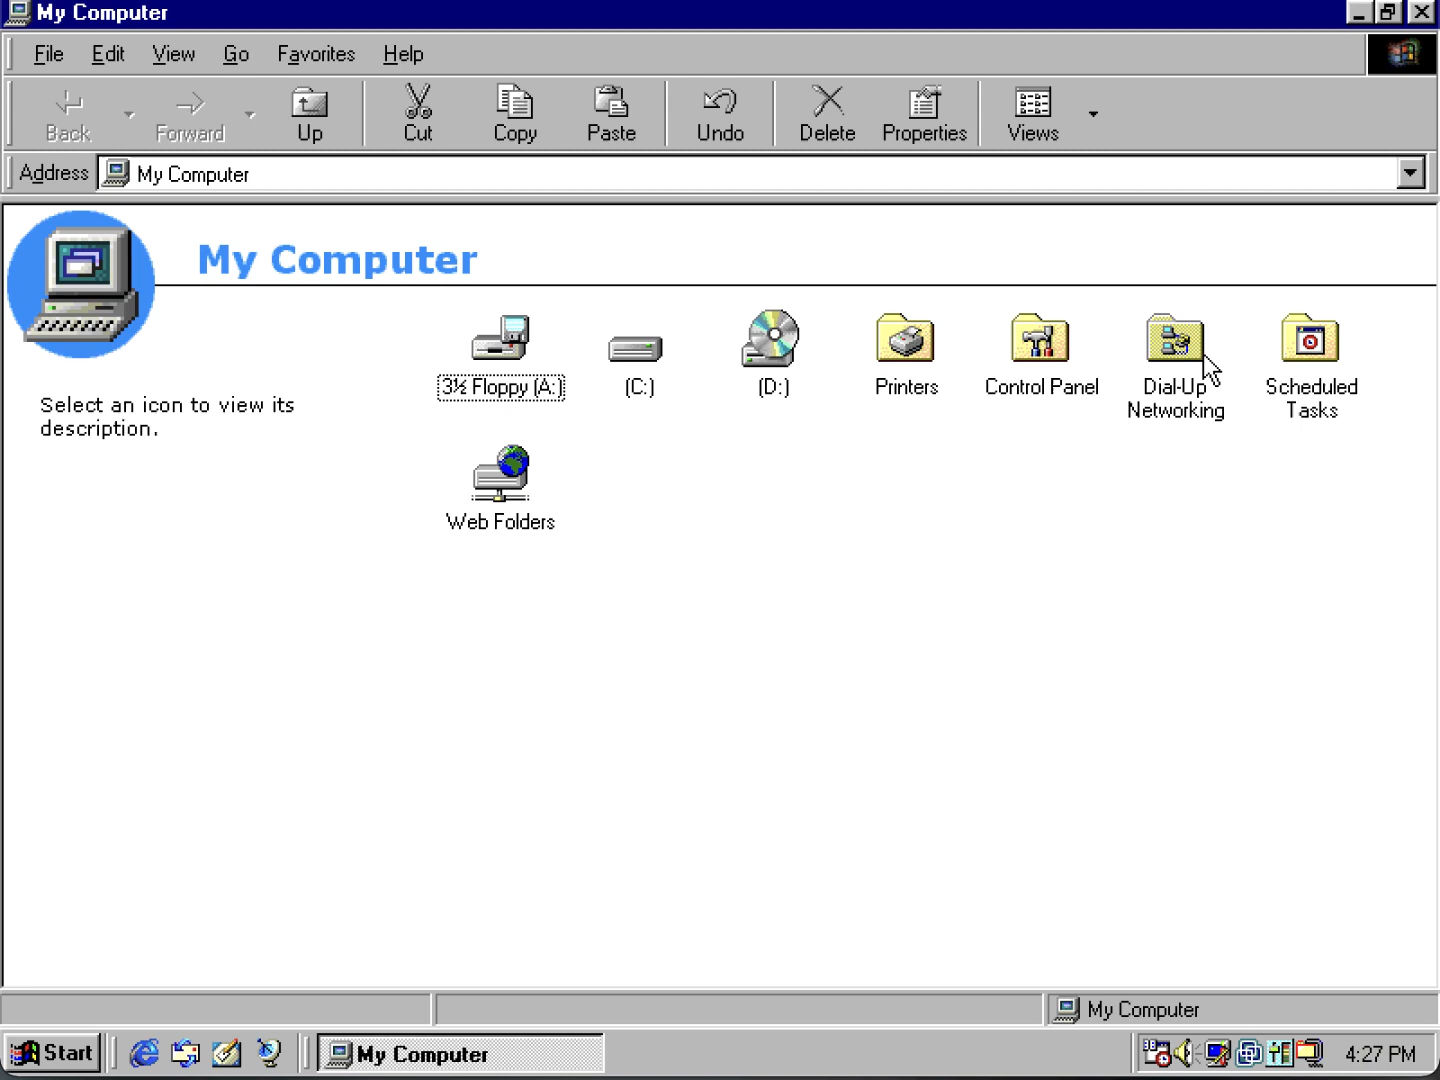 My Computer
File Edit View Go Favorites Help
Back Forward Up Cut Copy Paste Undo Delete Properties Views
Address My Computer
My Computer
Select an icon to view its
description.
3½ Floppy (A:) (C:) (D:) Printers Control Panel Dial-Up Networking Scheduled Tasks
Web Folders
My Computer
Start My Computer 4:27 PM